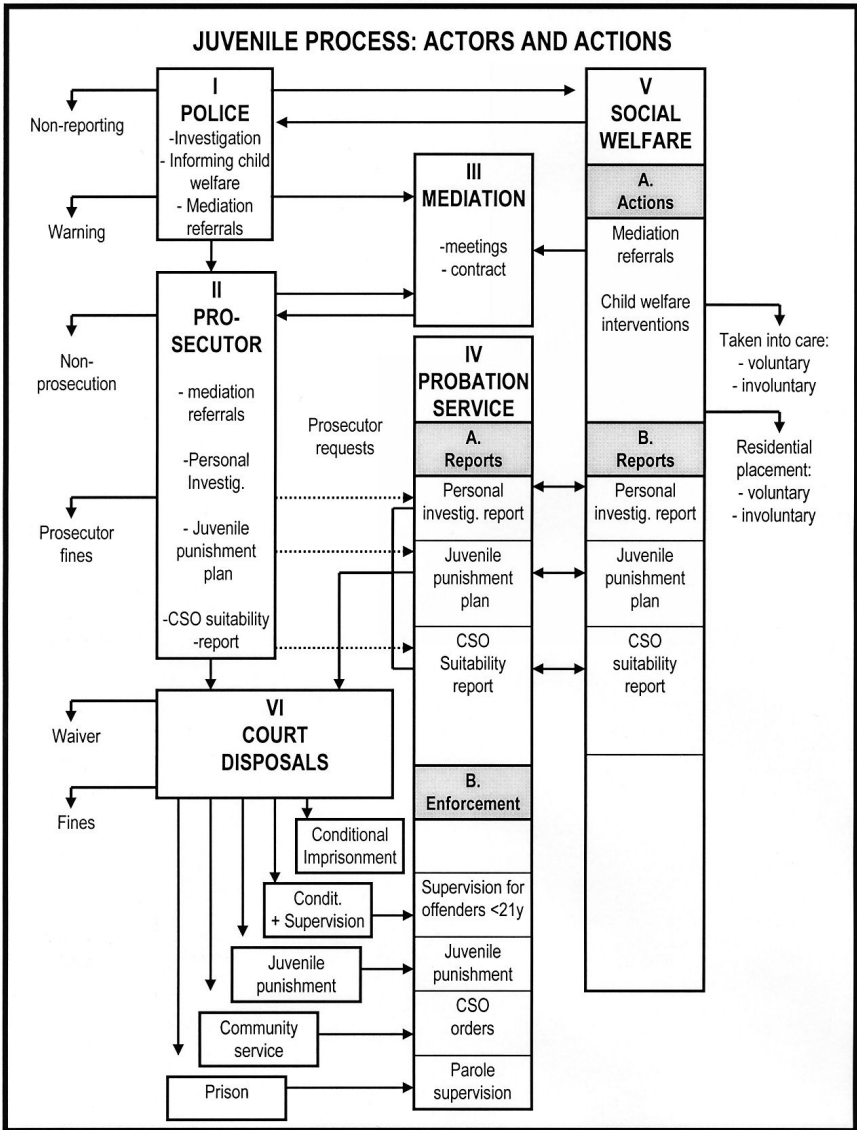 JUVENILE PROCESS: ACTORS AND ACTIONS
I
POLICE
-Investigation
- Informing child
welfare
- Mediation
referrals
Non-reporting
Warning
II
PRO-
SECUTOR
- mediation
referrals
-Personal
Investig.
- Juvenile
punishment
plan
-CSO suitability
-report
Non-
prosecution
Prosecutor
fines
Prosecutor
requests
III
MEDIATION
-meetings
- contract
IV
PROBATION
SERVICE
A.
Reports
Personal
investig. report
Juvenile
punishment
plan
CSO
Suitability
report
B.
Enforcement
Supervision for
offenders <21y
Juvenile
punishment
CSO
orders
Parole
supervision
V
SOCIAL
WELFARE
A.
Actions
Mediation
referrals
Child welfare
interventions
B.
Reports
Personal
investig. report
Juvenile
punishment
plan
CSO
suitability
report
Taken into care:
- voluntary
- involuntary
Residential
placement:
- voluntary
- involuntary
VI
COURT
DISPOSALS
Waiver
Fines
Conditional
Imprisonment
Condit.
+ Supervision
Juvenile
punishment
Community
service
Prison